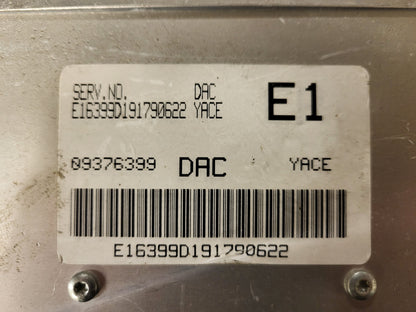 SERV.NO. DAC E1
E16399D191790622 YACE
09376399 DAC YACE
E16399D191790622